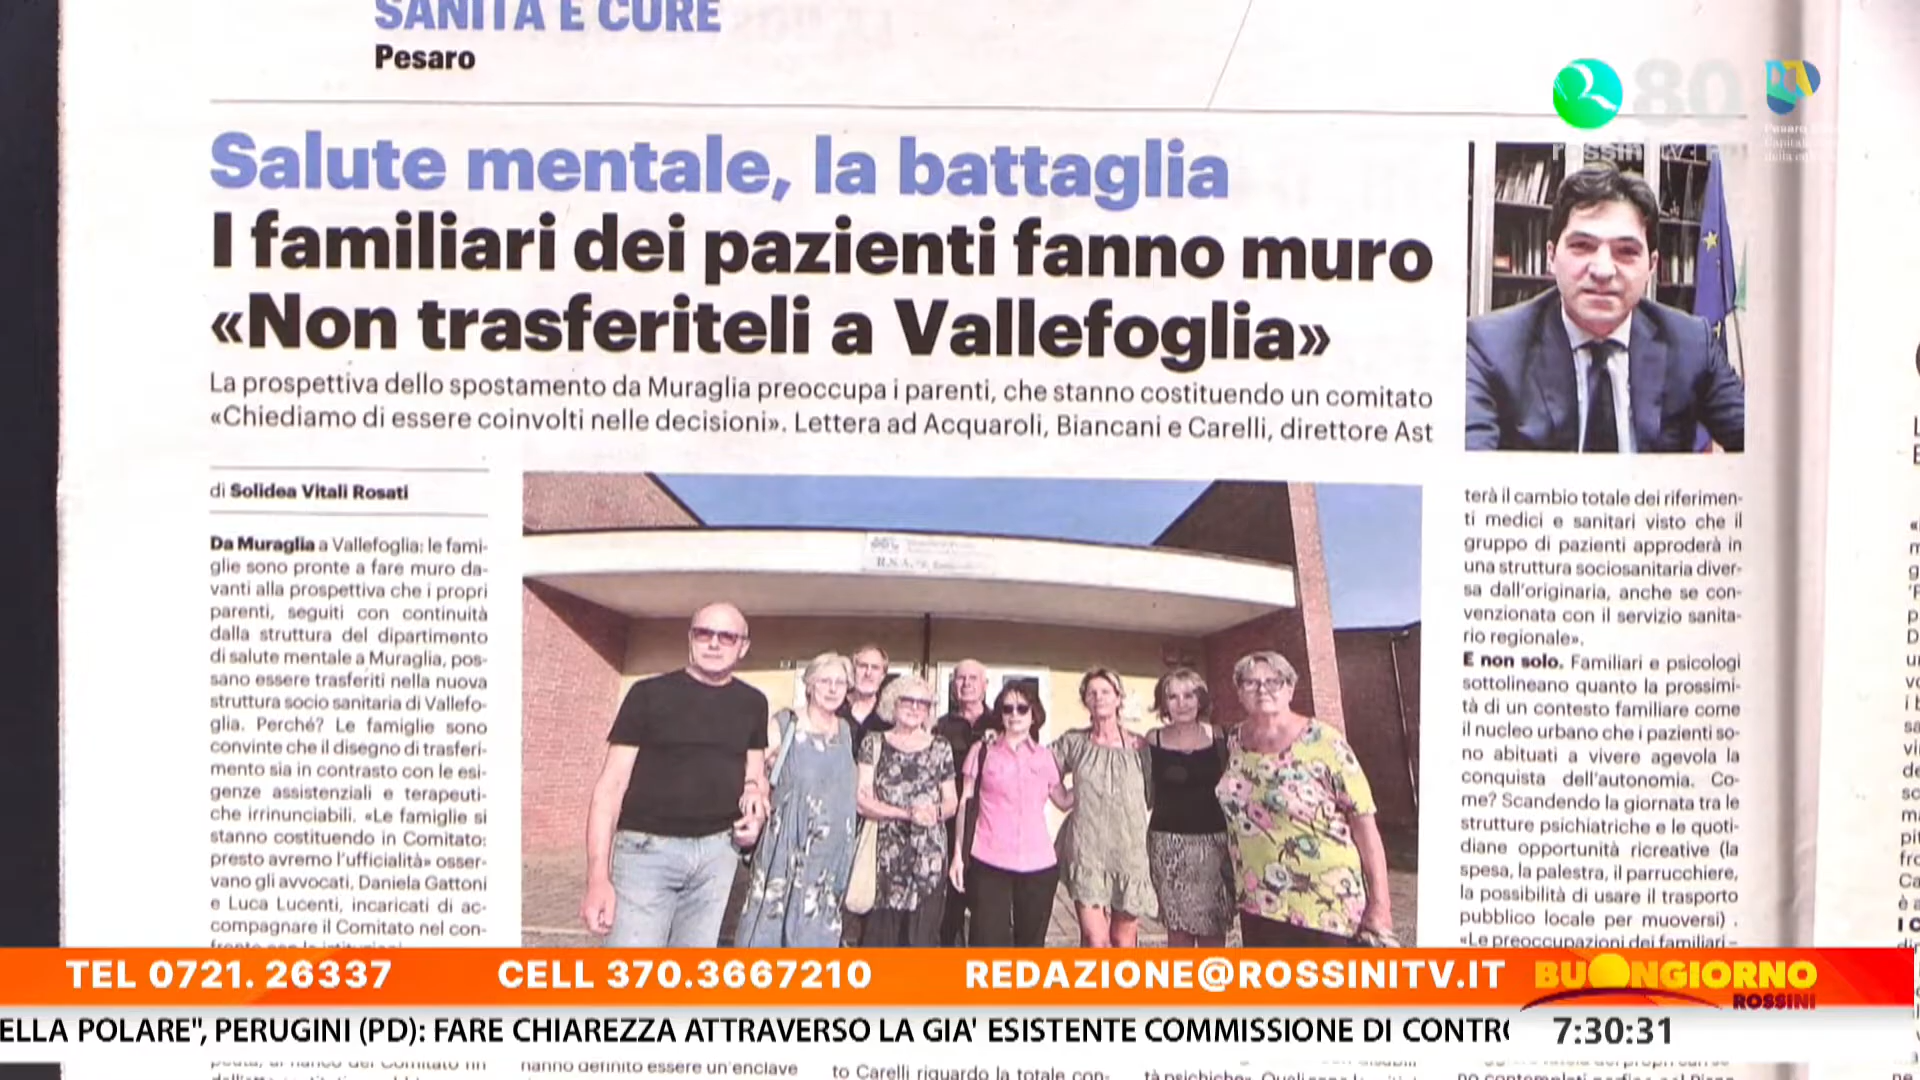 SANITÀ E CURE
Pesaro
80
rossini tv
Salute mentale, la battaglia
I familiari dei pazienti fanno muro
«Non trasferiteli a Vallefoglia»
La prospettiva dello spostamento da Muraglia preoccupa i parenti, che stanno costituendo un comitato
«Chiediamo di essere coinvolti nelle decisioni». Lettera ad Acquaroli, Biancani e Carelli, direttore Ast
di Solidea Vitali Rosati
Da Muraglia a Vallefoglia: le fami-
glie sono pronte a fare muro da-
vanti alla prospettiva che i propri
parenti, seguiti con continuità
dalla struttura del dipartimento
di salute mentale a Muraglia, pos-
sano essere trasferiti nella nuova
struttura socio sanitaria di Vallefo-
glia. Perché? Le famiglie sono
convinte che il disegno di trasferi-
mento sia in contrasto con le esi-
genze assistenziali e terapeuti-
che irrinunciabili. «Le famiglie si
stanno costituendo in Comitato:
presto avremo l'ufficialità» osser-
vano gli avvocati, Daniela Gattoni
e Luca Lucenti, incaricati di ac-
compagnare il Comitato nel con-
R.S.A.
terà il cambio totale dei riferimen-
ti medici e sanitari visto che il
gruppo di pazienti approderà in
una struttura sociosanitaria diver-
sa dall'originaria, anche se con-
venzionata con il servizio sanita-
rio regionale».
E non solo. Familiari e psicologi
sottolineano quanto la prossimi-
tà di un contesto familiare come
il nucleo urbano che i pazienti so-
no abituati a vivere agevola la
conquista dell'autonomia. Co-
me? Scandendo la giornata tra le
strutture psichiatriche e le quoti-
diane opportunità ricreative (la
spesa, la palestra, il parrucchiere,
la possibilità di usare il trasporto
pubblico locale per muoversi) .
«Le preoccupazioni dei familiari –
TEL 0721. 26337 CELL 370.3667210 REDAZIONE@ROSSINITV.IT BUONGIORNO
ROSSINI
ELLA POLARE", PERUGINI (PD): FARE CHIAREZZA ATTRAVERSO LA GIA' ESISTENTE COMMISSIONE DI CONTR
7:30:31
hanno definito essere un'enclave
to Carelli riguardo la totale con-